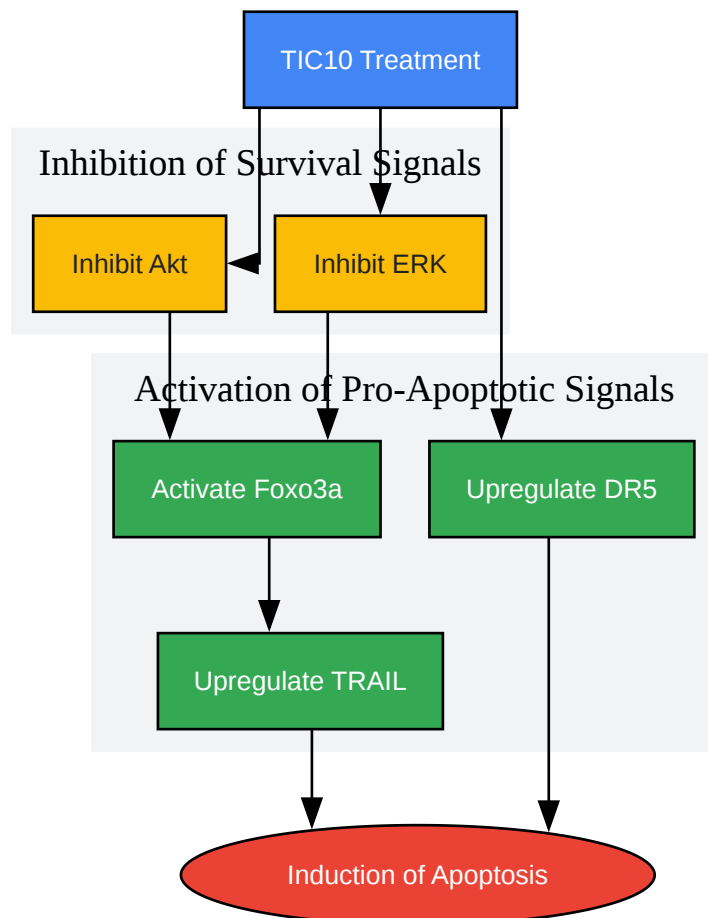 TIC10 Treatment
Inhibition of Survival Signals
Inhibit Akt
Inhibit ERK
Activation of Pro-Apoptotic Signals
Activate Foxo3a
Upregulate DR5
Upregulate TRAIL
Induction of Apoptosis